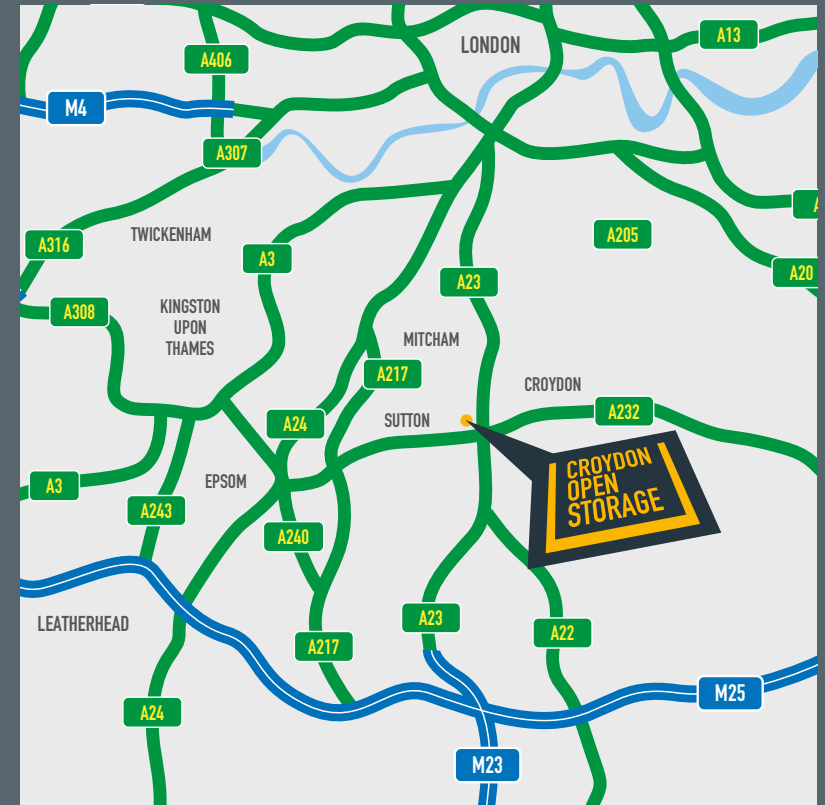 LONDON
A13
A406
M4
A307
TWICKENHAM
A205
A316
A3
A20
A23
KINGSTON
UPON
THAMES
A308
MITCHAM
A217
CROYDON
A232
SUTTON
A24
CROYDON
OPEN
STORAGE
EPSOM
A3
A243
A240
LEATHERHEAD
A23
A22
A217
M25
A24
M23